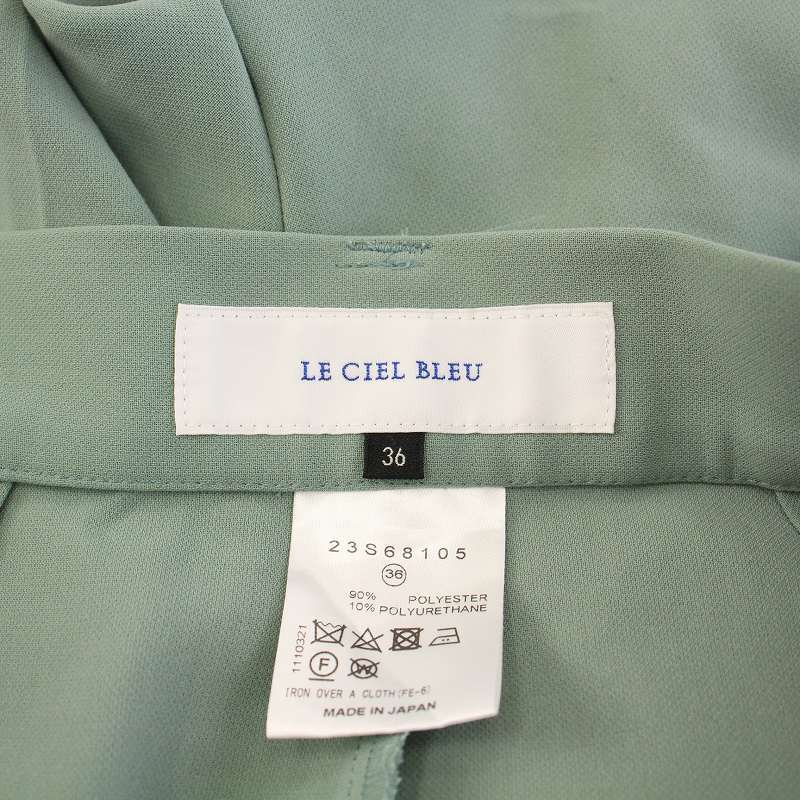 LE CIEL BLEU
36
23S68105
36
90% POLYESTER
10% POLYURETHANE
1110321
F
W
IRON OVER A CLOTH(FE-6)
MADE IN JAPAN